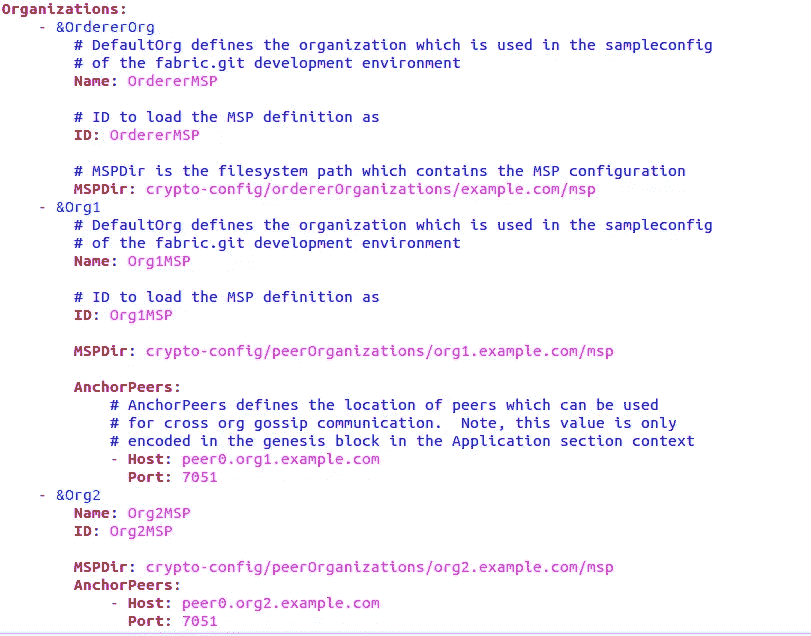 Organizations:
- &OrdererOrg
# DefaultOrg defines the organization which is used in the sampleconfig
# of the fabric.git development environment
Name: OrdererMSP
# ID to load the MSP definition as
ID: OrdererMSP
# MSPDir is the filesystem path which contains the MSP configuration
MSPDir: crypto-config/ordererOrganizations/example.com/msp
- &Org1
# DefaultOrg defines the organization which is used in the sampleconfig
# of the fabric.git development environment
Name: Org1MSP
# ID to load the MSP definition as
ID: Org1MSP
MSPDir: crypto-config/peerOrganizations/org1.example.com/msp
AnchorPeers:
# AnchorPeers defines the location of peers which can be used
# for cross org gossip communication.  Note, this value is only
# encoded in the genesis block in the Application section context
- Host: peer0.org1.example.com
Port: 7051
- &Org2
Name: Org2MSP
ID: Org2MSP
MSPDir: crypto-config/peerOrganizations/org2.example.com/msp
AnchorPeers:
- Host: peer0.org2.example.com
Port: 7051